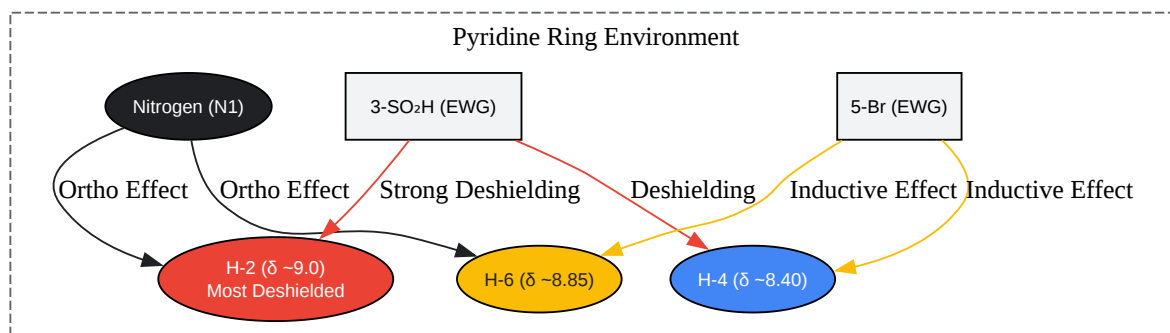 Pyridine Ring Environment
Nitrogen (N1)
3-SO₂H (EWG)
5-Br (EWG)
Ortho Effect
Ortho Effect
Strong Deshielding
Deshielding
Inductive Effect
Inductive Effect
H-2 (δ ~9.0)
Most Deshielded
H-6 (δ ~8.85)
H-4 (δ ~8.40)